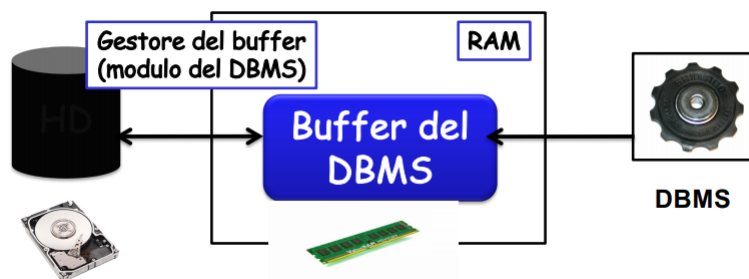 Gestore del buffer
(modulo del DBMS)
RAM
HD
Buffer del
DBMS
DBMS